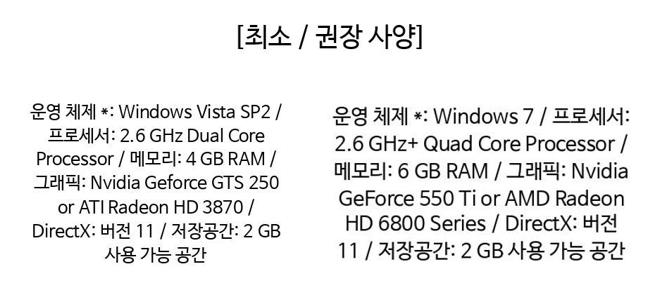 [최소 / 권장 사양]
운영 체제 *: Windows Vista SP2 /
프로세서: 2.6 GHz Dual Core
Processor / 메모리: 4 GB RAM /
그래픽: Nvidia Geforce GTS 250
or ATI Radeon HD 3870 /
DirectX: 버전 11 / 저장공간: 2 GB
사용 가능 공간
운영 체제 *: Windows 7 / 프로세서:
2.6 GHz+ Quad Core Processor /
메모리: 6 GB RAM / 그래픽: Nvidia
GeForce 550 Ti or AMD Radeon
HD 6800 Series / DirectX: 버전
11 / 저장공간: 2 GB 사용 가능 공간